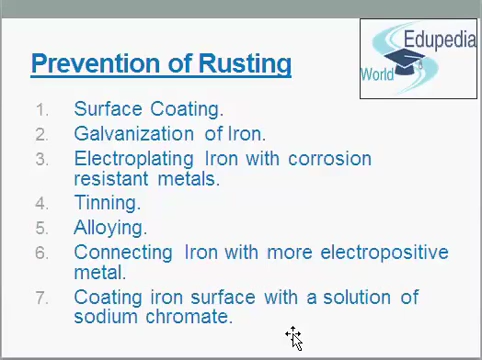 Edupedia
World
Prevention of Rusting
1. Surface Coating.
2. Galvanization of Iron.
3. Electroplating Iron with corrosion
resistant metals.
4. Tinning.
5. Alloying.
6. Connecting Iron with more electropositive
metal.
7. Coating iron surface with a solution of
sodium chromate.